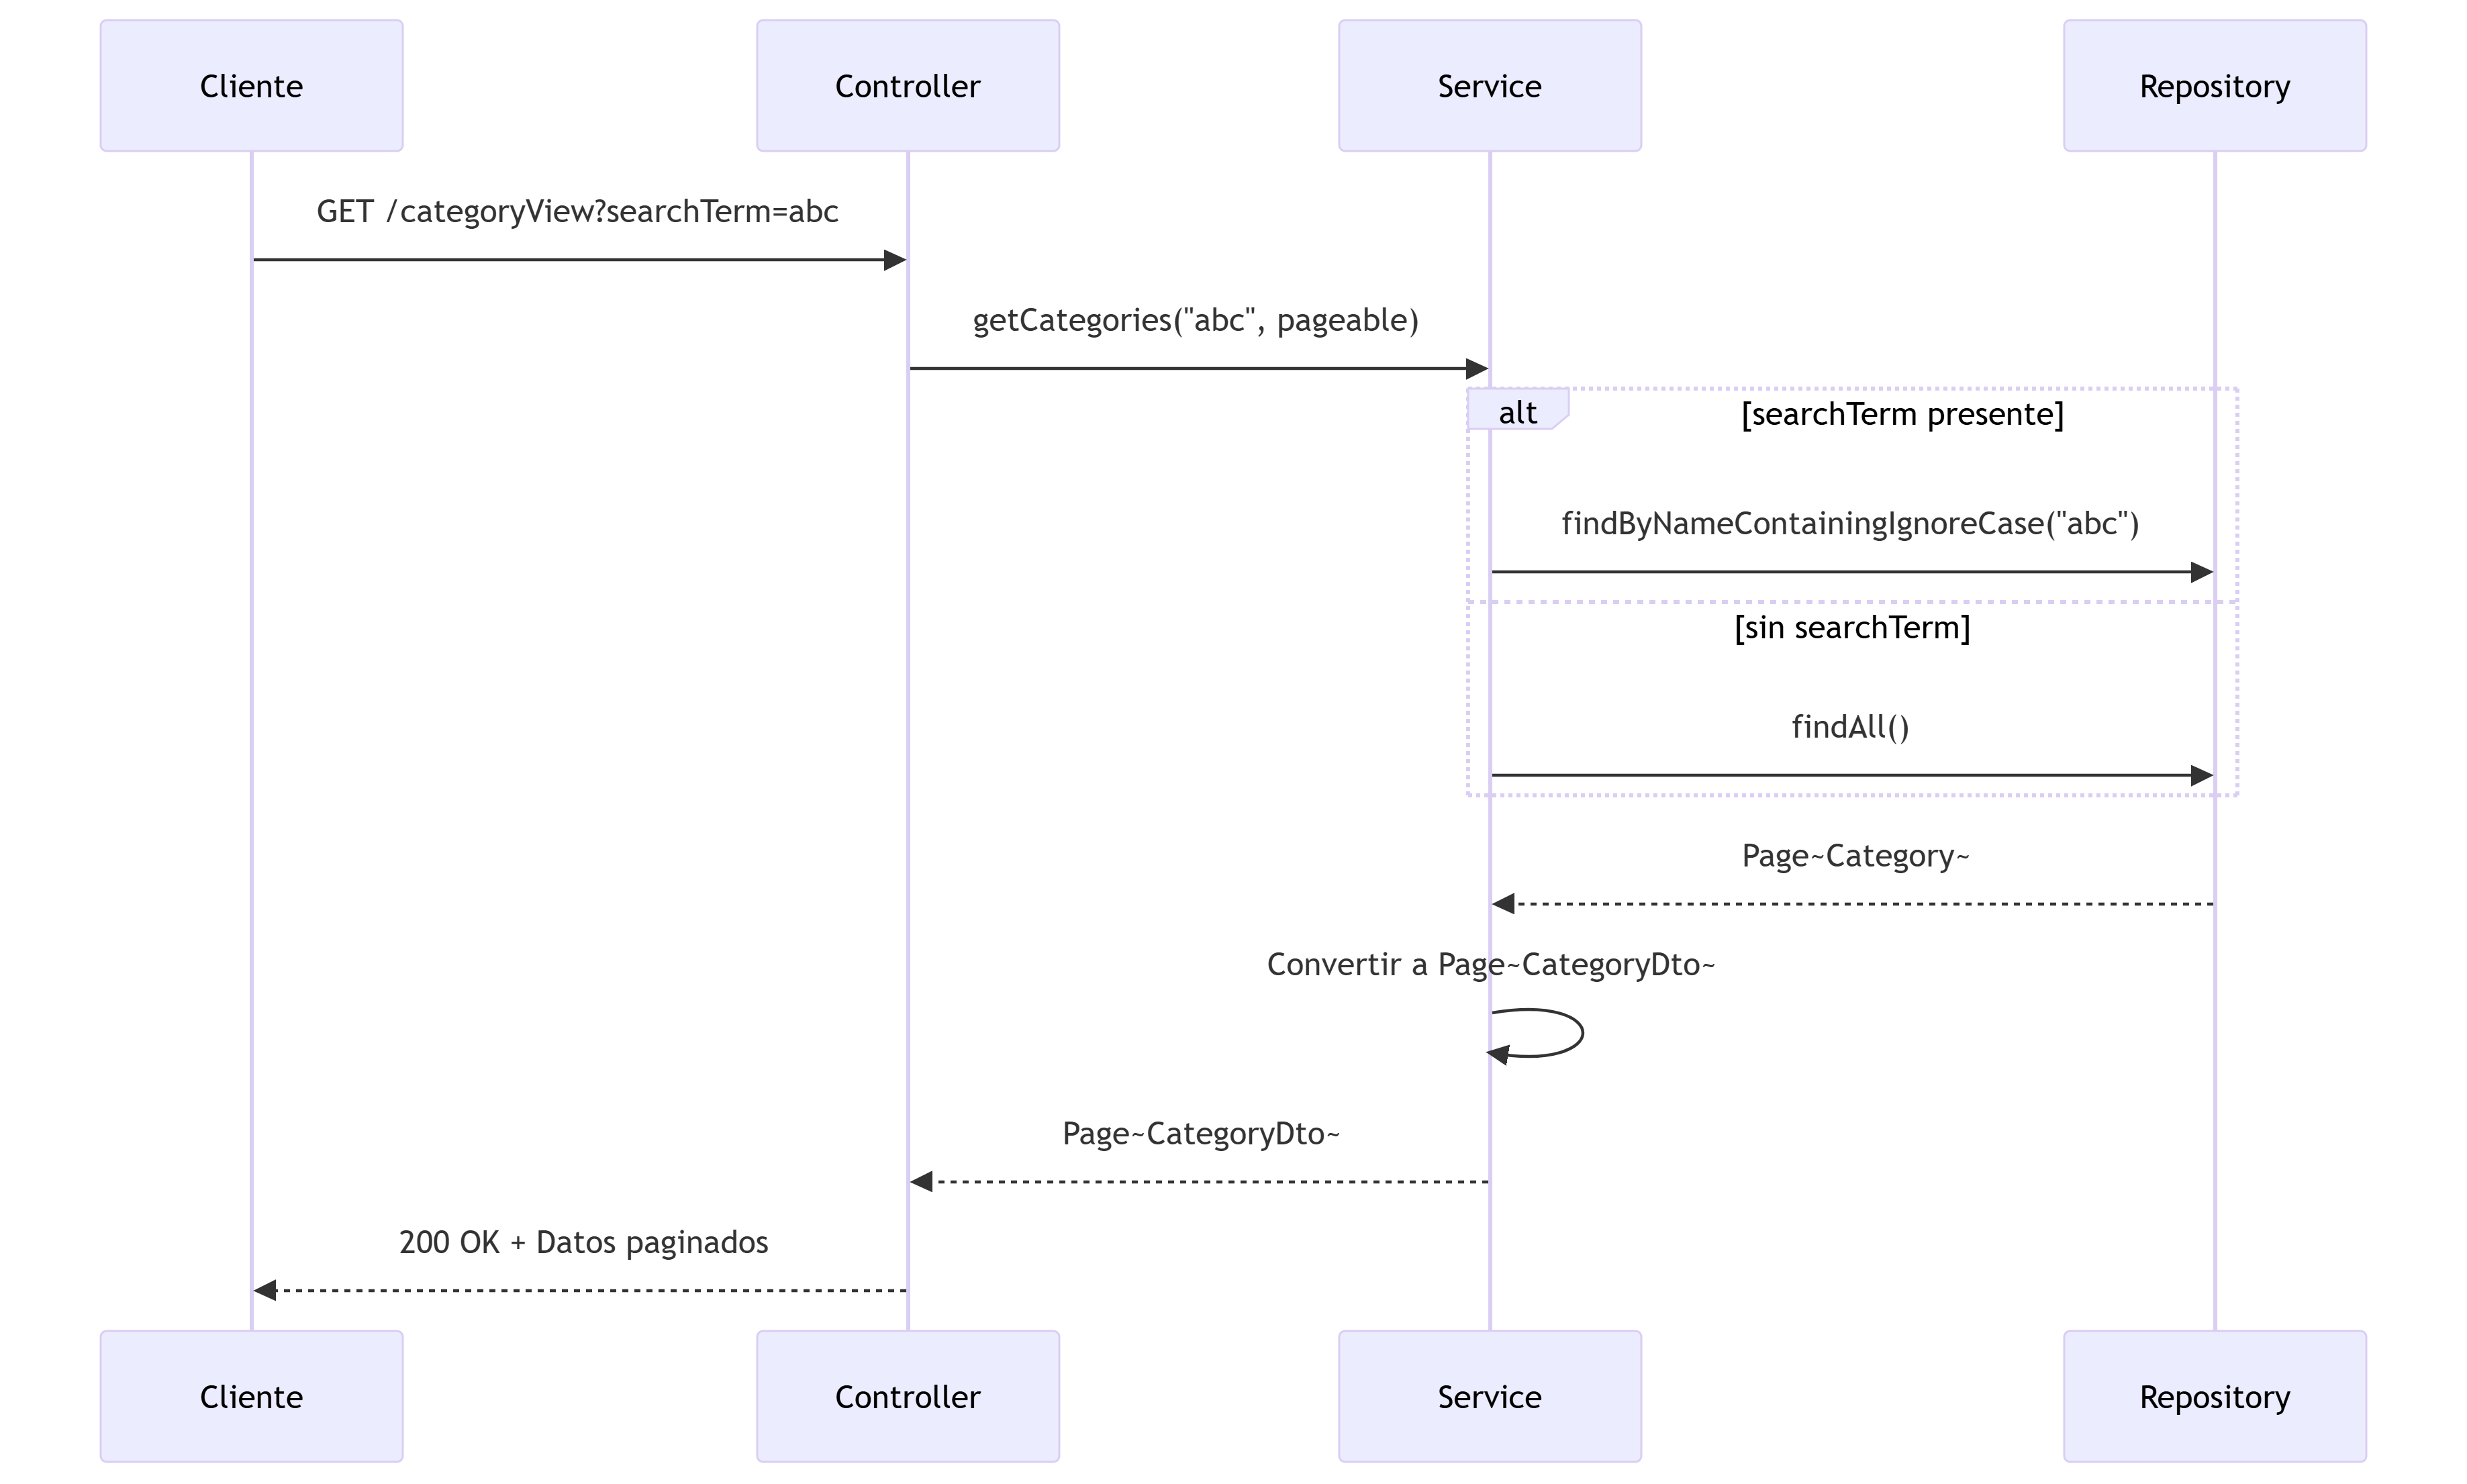 Cliente
Controller
Service
Repository
GET /categoryView?searchTerm=abc
getCategories("abc", pageable)
alt
[searchTerm presente]
findByNameContainingIgnoreCase("abc")
[sin searchTerm]
findAll()
Page~Category~
Convertir a Page~CategoryDto~
Page~CategoryDto~
200 OK + Datos paginados
Cliente
Controller
Service
Repository